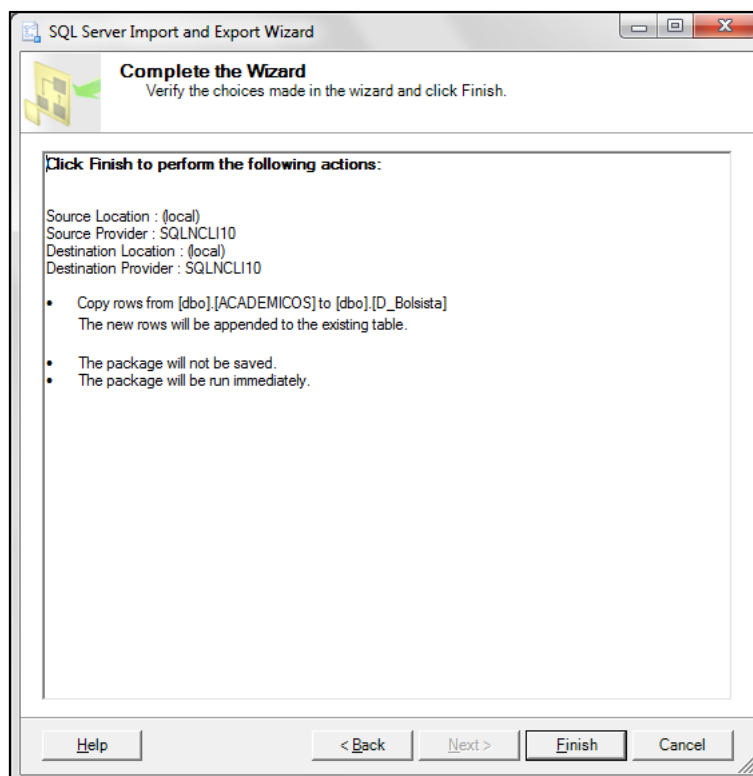 SQL Server Import and Export Wizard
Complete the Wizard
Verify the choices made in the wizard and click Finish.
Click Finish to perform the following actions:
Source Location : (local)
Source Provider : SQLNCLI10
Destination Location : (local)
Destination Provider : SQLNCLI10
• Copy rows from [dbo].[ACADEMICOS] to [dbo].[D_Bolsista]
The new rows will be appended to the existing table.
• The package will not be saved.
• The package will be run immediately.
Help
< Back
Next >
Finish
Cancel